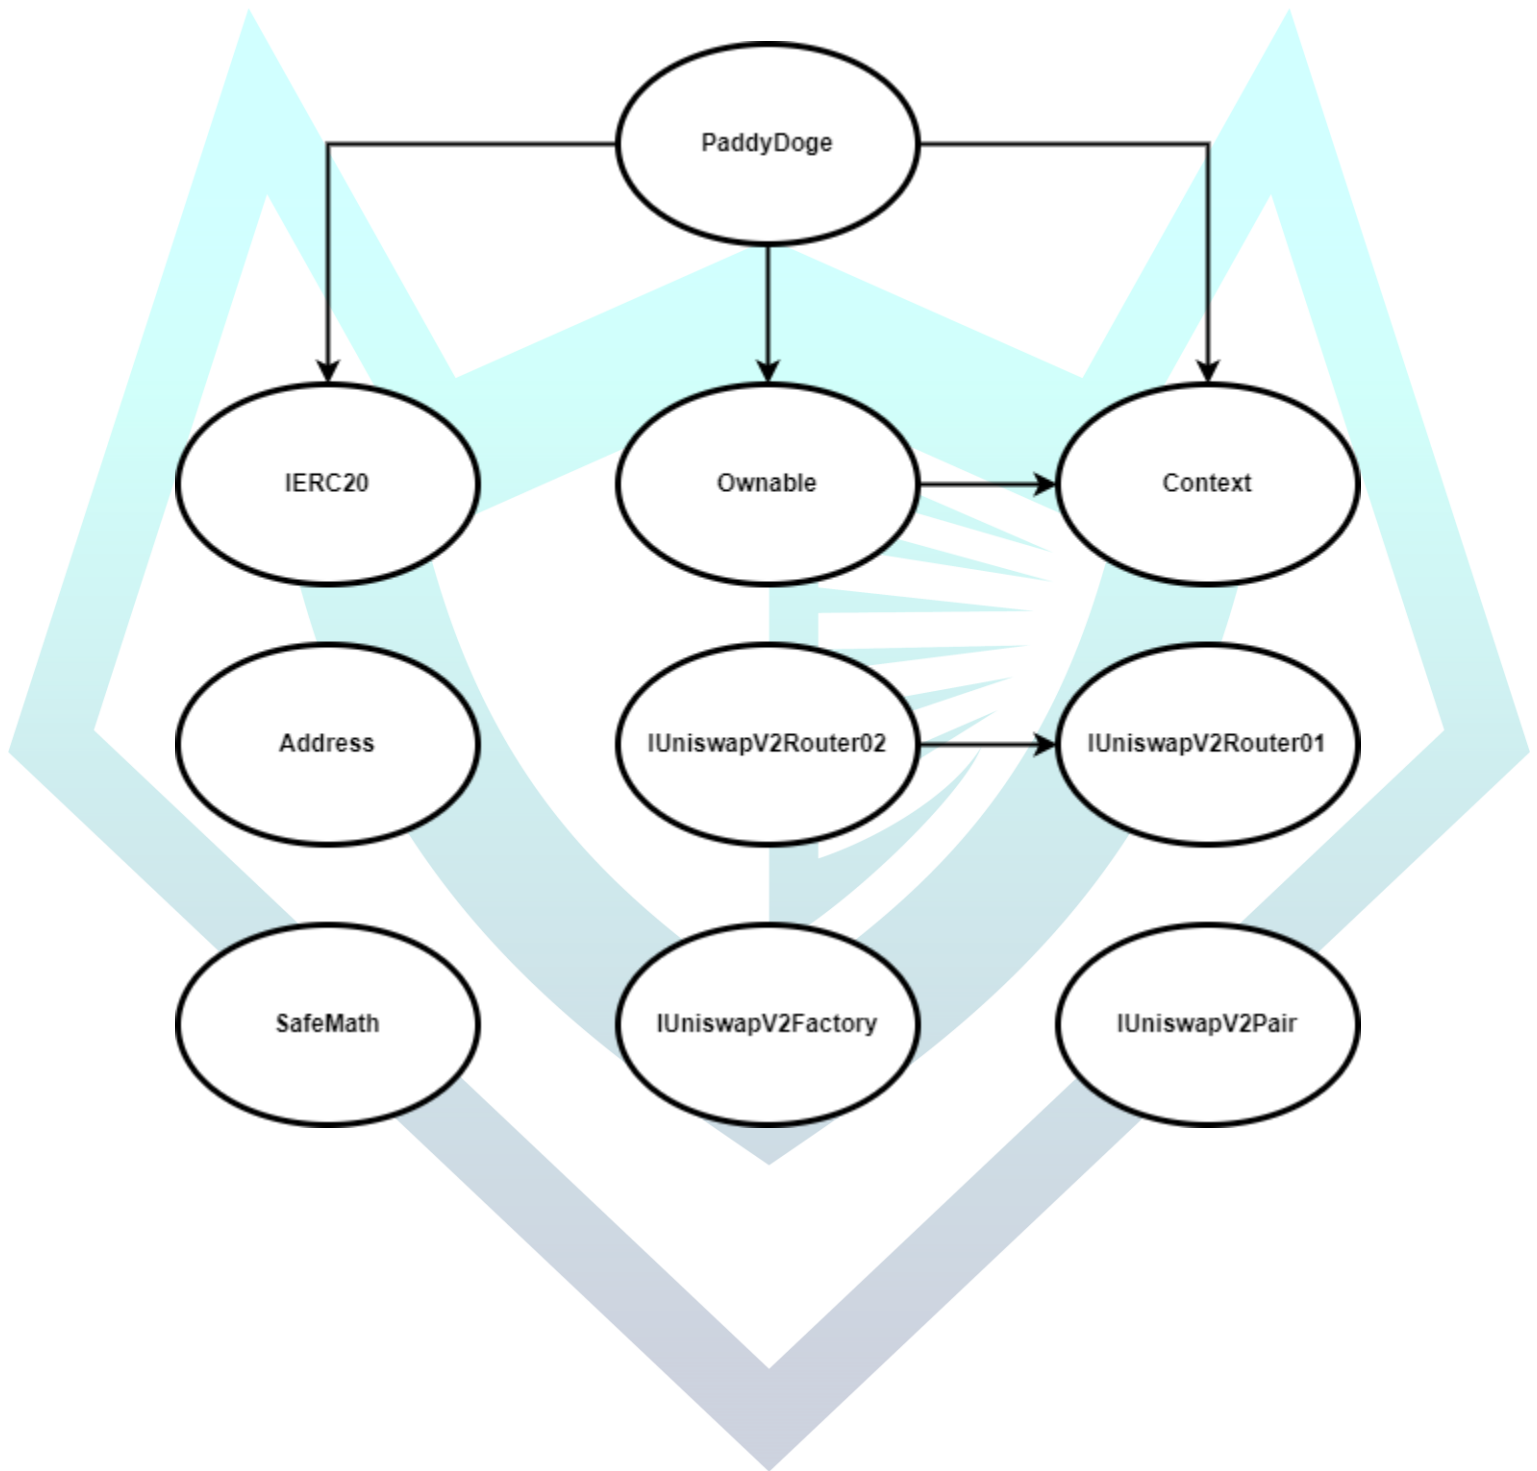 PaddyDoge
IERC20
Ownable
Context
Address
IUniswapV2Router02
IUniswapV2Router01
SafeMath
IUniswapV2Factory
IUniswapV2Pair